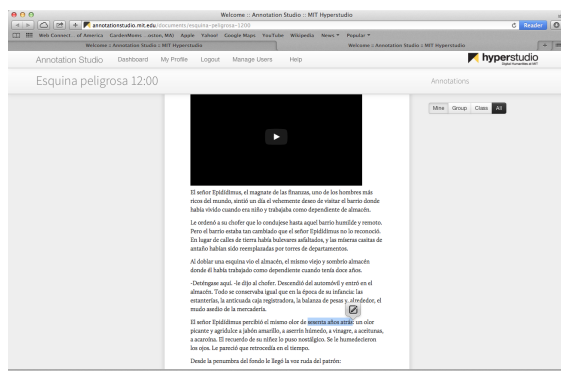 Welcome :: Annotation Studio :: MIT Hyperstudio
annotationstudio.mit.edu/documents/esquina-peligrosa-1200
Reader
Web Connect. of America GardenMoms . oston, MA) Apple Yahoo! Google Maps YouTube Wikipedia News Popular
Welcome : Annotation Studio :: MIT Hyperstudio
Welcome :: Annotation Studio :: MIT Hyperstudio
Annotation Studio Dashboard My Profile Logout Manage Users Help
hyperstudio
Digital Humanities at MIT
Esquina peligrosa 12:00
Annotations
Mine Group Class All
El señor Epididimus, el magnate de las finanzas, uno de los hombres más
ricos del mundo, sintió un día el vehemente deseo de visitar el barrio donde
había vivido cuando era niño y trabajaba como dependiente de almacén.
Le ordenó a su chofer que lo condujese hasta aquel barrio humilde y remoto.
Pero el barrio estaba tan cambiado que el señor Epididimus no lo reconoció.
En lugar de calles de tierra había bulevares asfaltados, y las míseras casitas de
antaño habían sido reemplazadas por torres de departamentos.
Al doblar una esquina vio el almacén, el mismo viejo y sombrío almacén
donde él había trabajado como dependiente cuando tenía doce años.
-Deténgase aquí. -le dijo al chofer. Descendió del automóvil y entró en el
almacén. Todo se conservaba igual que en la época de su infancia: las
estanterías, la anticuada caja registradora, la balanza de pesas y, alrededor, el
mudo asedio de la mercadería.
El señor Epididimus percibió el mismo olor de sesenta años atrás: un olor
picante y agridulce a jabón amarillo, a aserrín húmedo, a vinagre, a aceitunas,
a acaroína. El recuerdo de su niñez lo puso nostálgico. Se le humedecieron
los ojos. Le pareció que retrocedía en el tiempo.
Desde la penumbra del fondo le llegó la voz ruda del patrón: